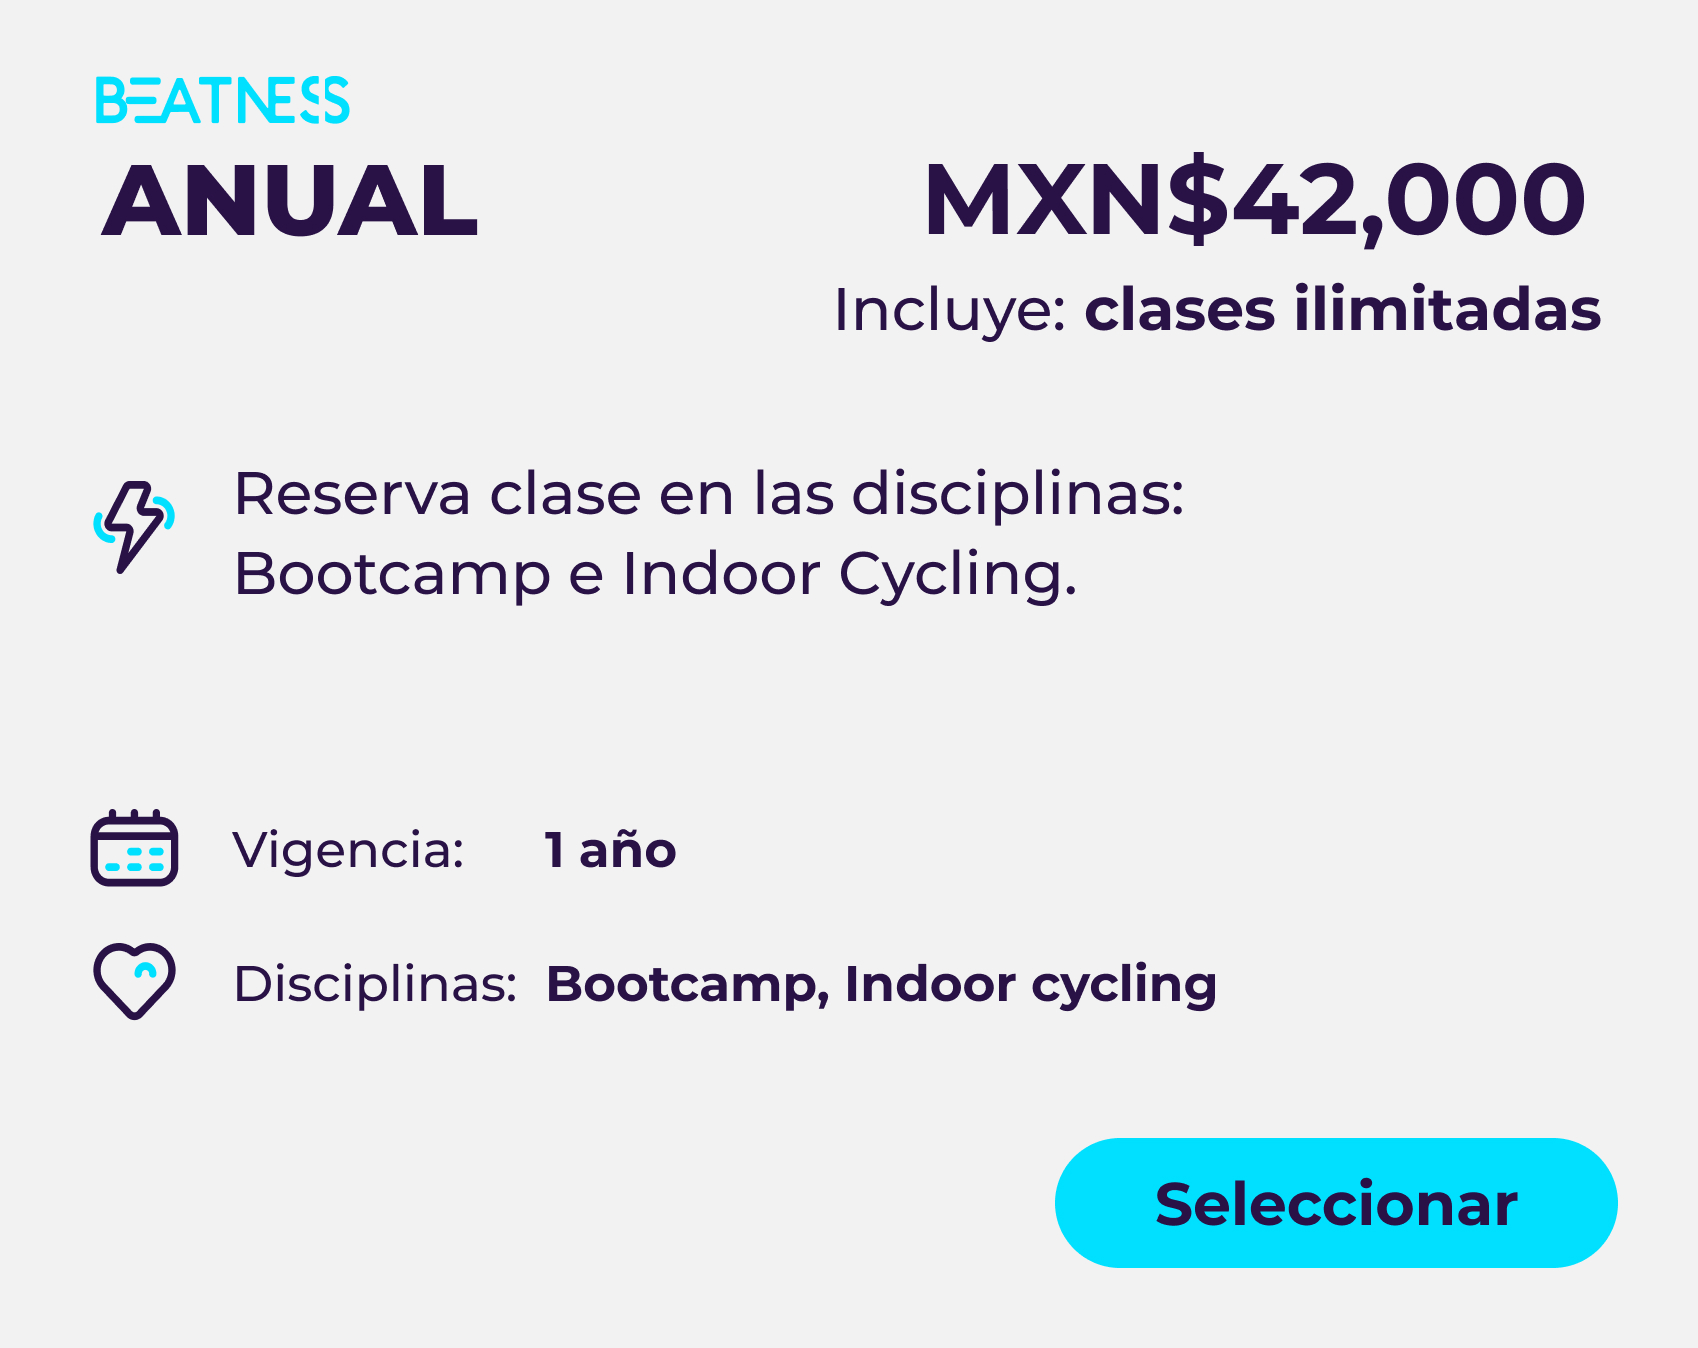 BEATNESS
ANUAL
MXN$42,000
Incluye: clases ilimitadas
Reserva clase en las disciplinas:
Bootcamp e Indoor Cycling.
Vigencia: 1 año
Disciplinas: Bootcamp, Indoor cycling
Seleccionar